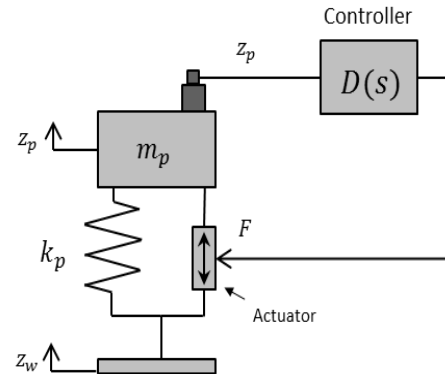 Controller
z_p
D(s)
z_p
m_p
F
k_p
Actuator
z_w